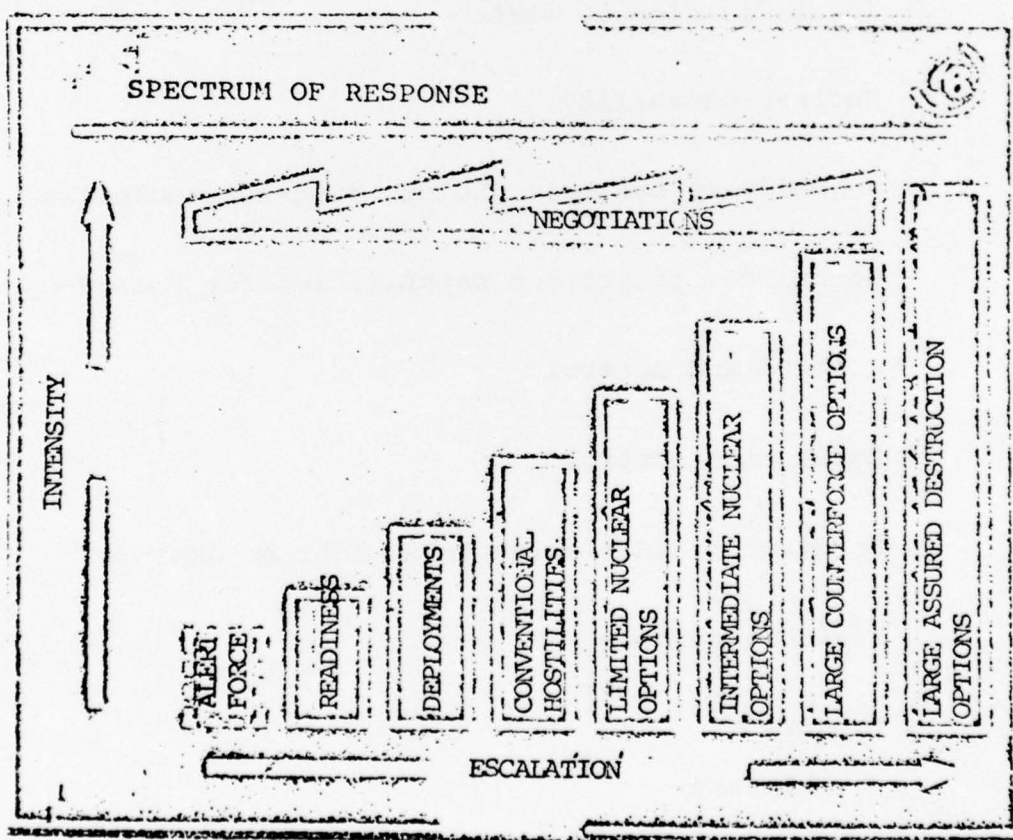 SPECTRUM OF RESPONSE
NEGOTIATIONS
INTENSITY
ALERT
FORCE
READINESS
DEPLOYMENTS
CONVENTIONAL
HOSTILITIES
LIMITED NUCLEAR
OPTIONS
INTERMEDIATE NUCLEAR
OPTIONS
LARGE COUNTERFORCE OPTIONS
LARGE ASSURED DESTRUCTION
OPTIONS
ESCALATION